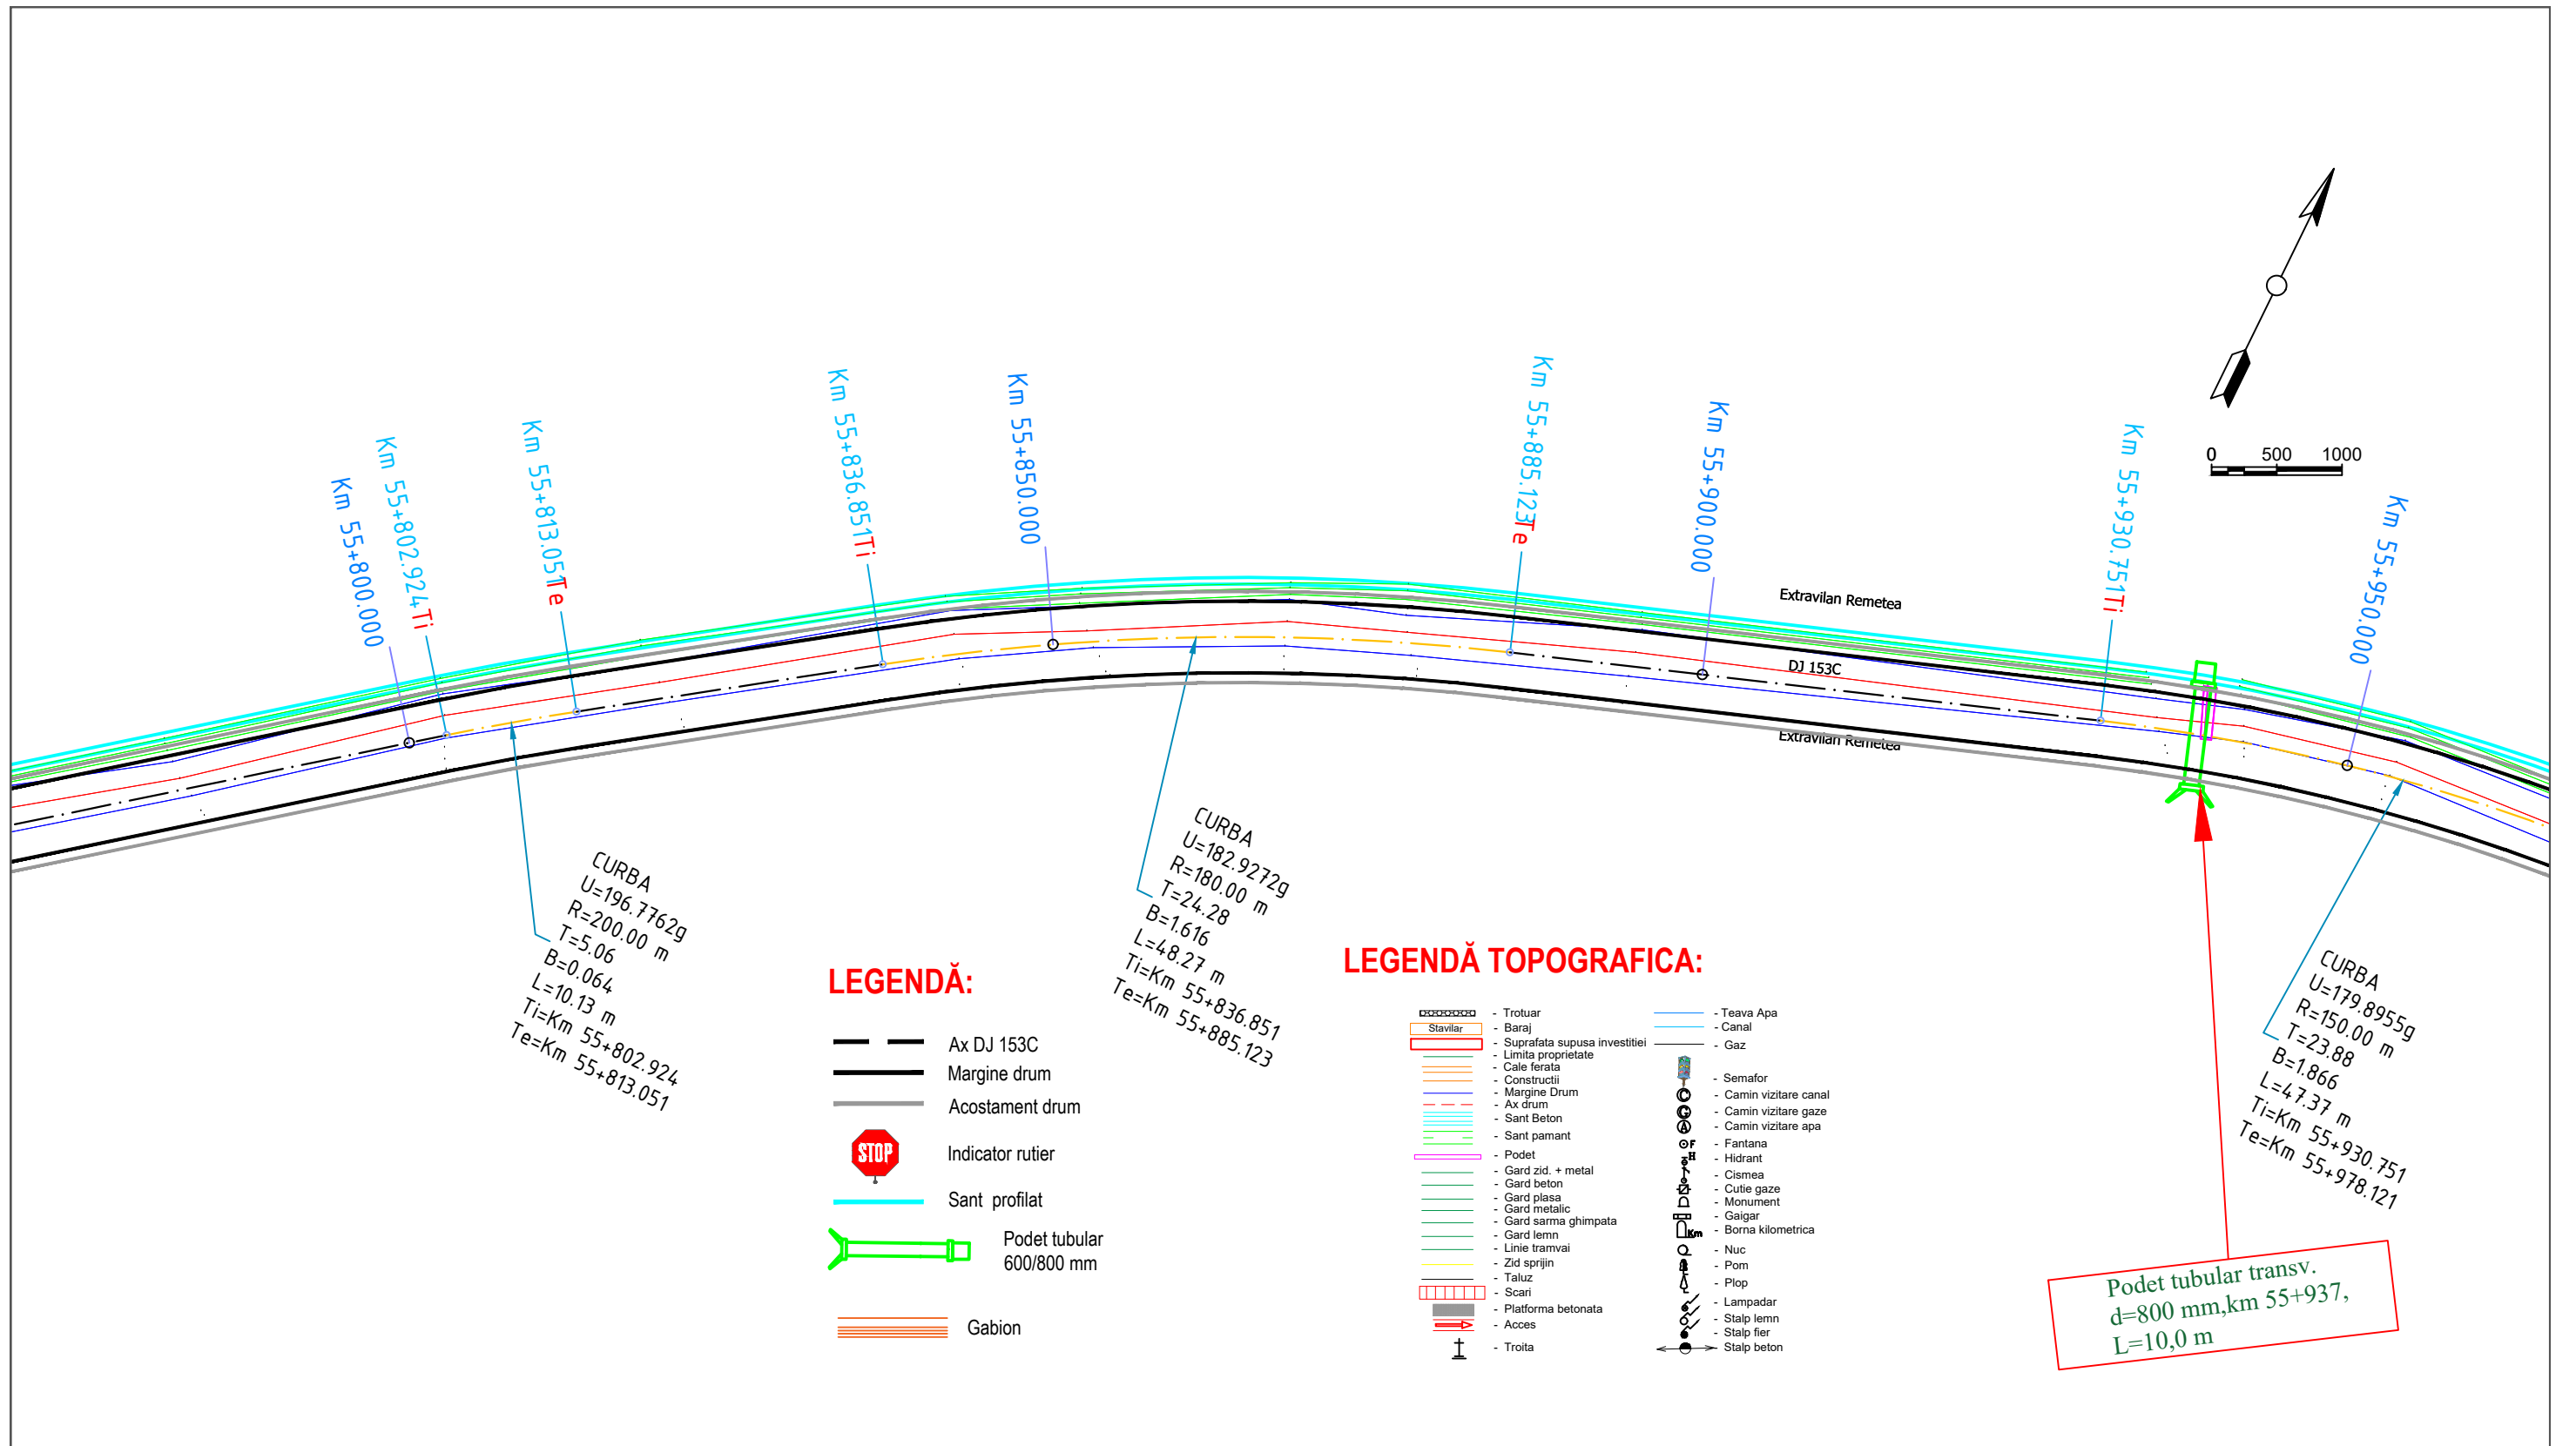 Km 55+800.000
Km 55+802.924Ti
Km 55+813.051Te
Km 55+836.851Ti
Km 55+850.000
Km 55+885.123Te
Km 55+900.000
Km 55+930.751Ti
Km 55+950.000
0 500 1000
Extravilan Remetea
DJ 153C
Extravilan Remetea
CURBA
U=196.7762g
R=200.00 m
T=5.06
B=0.064
L=10.13 m
Ti=Km 55+802.924
Te=Km 55+813.051
CURBA
U=182.9272g
R=180.00 m
T=24.28
B=1.616
L=48.27 m
Ti=Km 55+836.851
Te=Km 55+885.123
CURBA
U=179.8955g
R=150.00 m
T=23.88
B=1.866
L=47.37 m
Ti=Km 55+930.751
Te=Km 55+978.121
LEGENDĂ:
Ax DJ 153C
Margine drum
Acostament drum
STOP
Indicator rutier
Sant profilat
Podet tubular
600/800 mm
Gabion
LEGENDĂ TOPOGRAFICA:
- Trotuar
Stavilar - Baraj
- Suprafata supusa investitiei
- Limita proprietate
- Cale ferata
- Constructii
- Margine Drum
- Ax drum
- Sant Beton
- Sant pamant
- Podet
- Gard zid. + metal
- Gard beton
- Gard plasa
- Gard metalic
- Gard sarma ghimpata
- Gard lemn
- Linie tramvai
- Zid sprijin
- Taluz
- Scari
- Platforma betonata
- Acces
- Troita
- Teava Apa
- Canal
- Gaz
- Semafor
C - Camin vizitare canal
G - Camin vizitare gaze
A - Camin vizitare apa
F - Fantana
H - Hidrant
- Cismea
- Cutie gaze
- Monument
- Gaigar
Km - Borna kilometrica
- Nuc
- Pom
- Plop
- Lampadar
- Stalp lemn
- Stalp fier
- Stalp beton
Podet tubular transv.
d=800 mm,km 55+937,
L=10,0 m